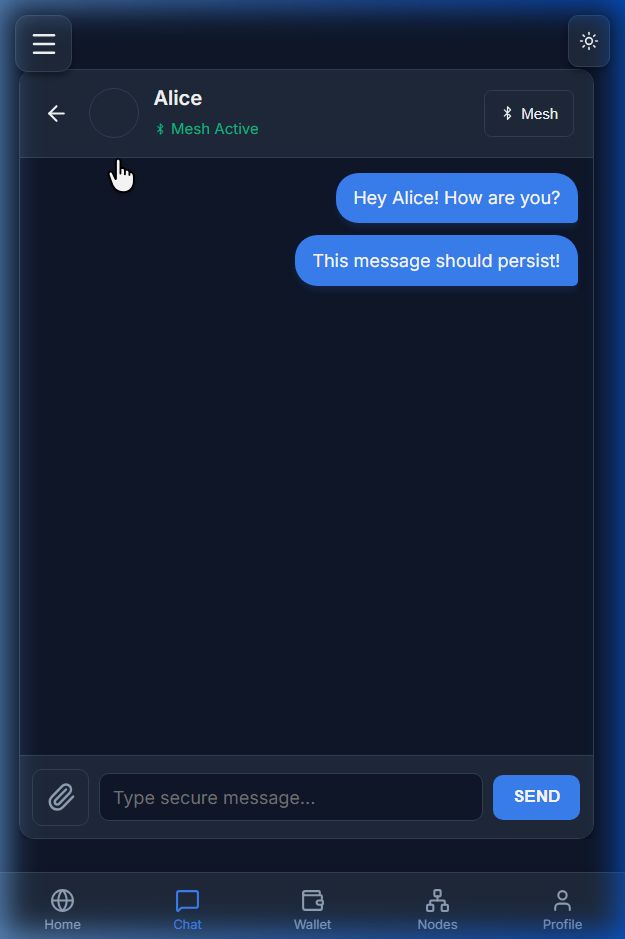 Alice
Mesh Active
Mesh
Hey Alice! How are you?
This message should persist!
Type secure message...
SEND
Home
Chat
Wallet
Nodes
Profile